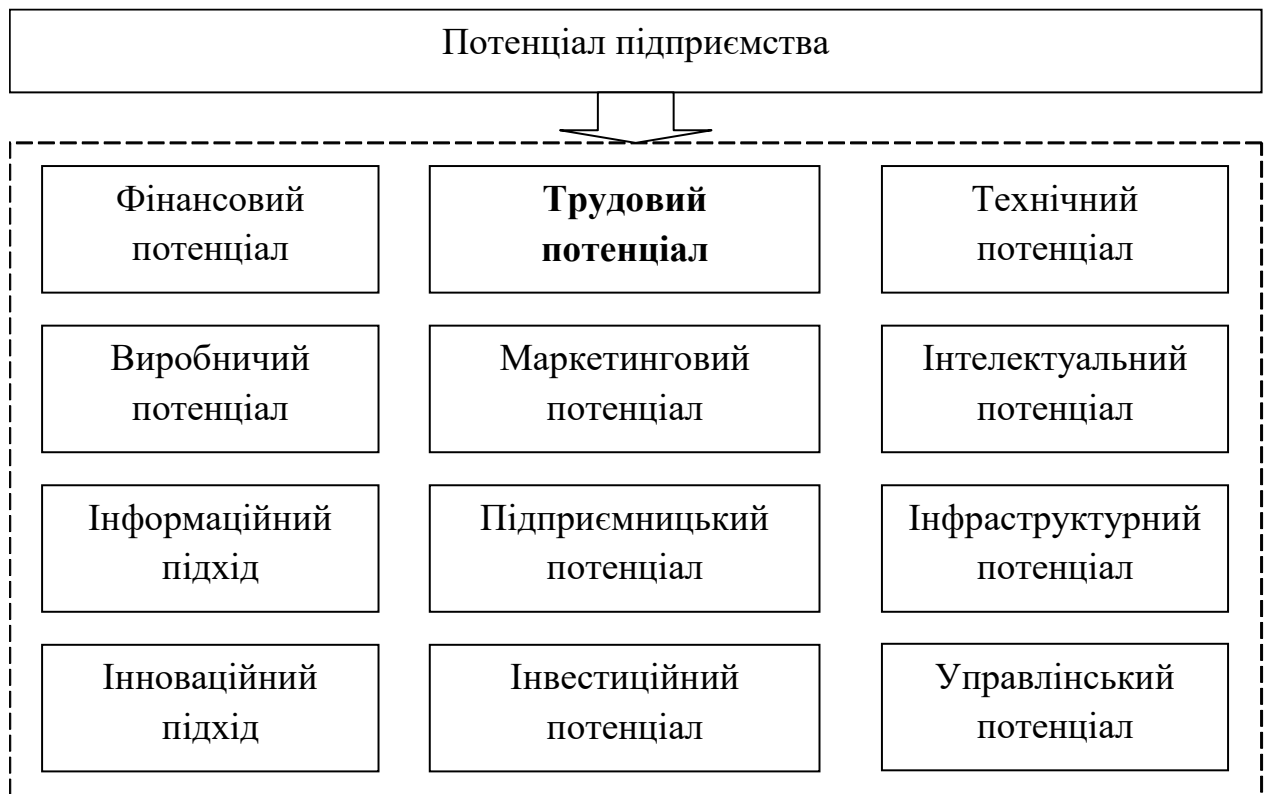 Потенціал підприємства
Фінансовий
потенціал
Трудовий
потенціал
Технічний
потенціал
Виробничий
потенціал
Маркетинговий
потенціал
Інтелектуальний
потенціал
Інформаційний
підхід
Підприємницький
потенціал
Інфраструктурний
потенціал
Інноваційний
підхід
Інвестиційний
потенціал
Управлінський
потенціал